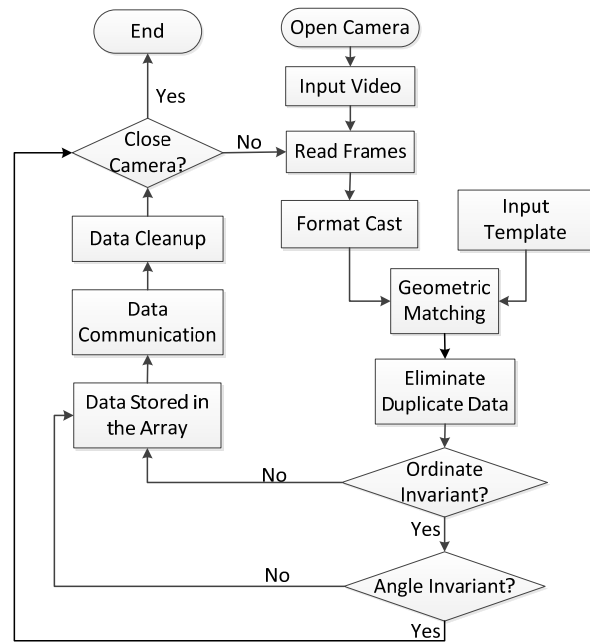 End
Open Camera
Input Video
Yes
Close
Camera?
No
Read Frames
Format Cast
Input
Template
Data Cleanup
Geometric
Matching
Data
Communication
Eliminate
Duplicate Data
Data Stored in
the Array
No
Ordinate
Invariant?
Yes
No
Angle Invariant?
Yes